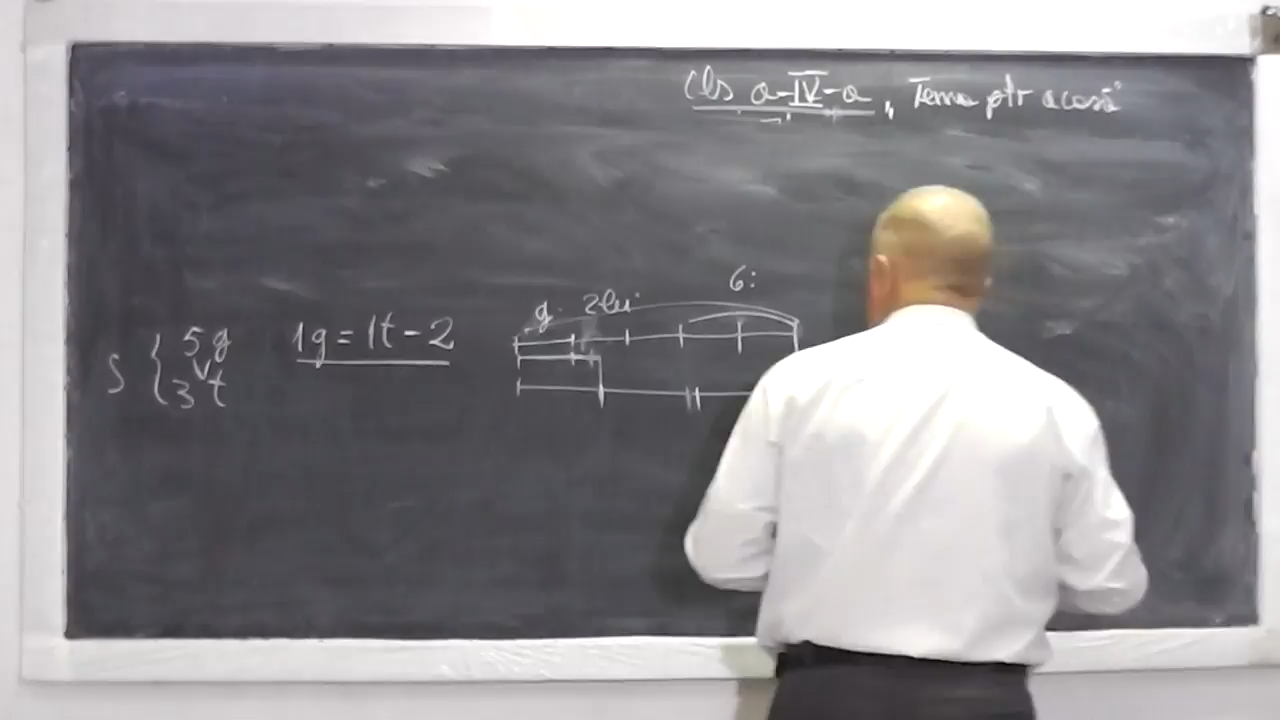 cls a-IV-a, Tema ptr acasă
6:
g. 2lei
S { 5g
v
3t
1g = 1t - 2